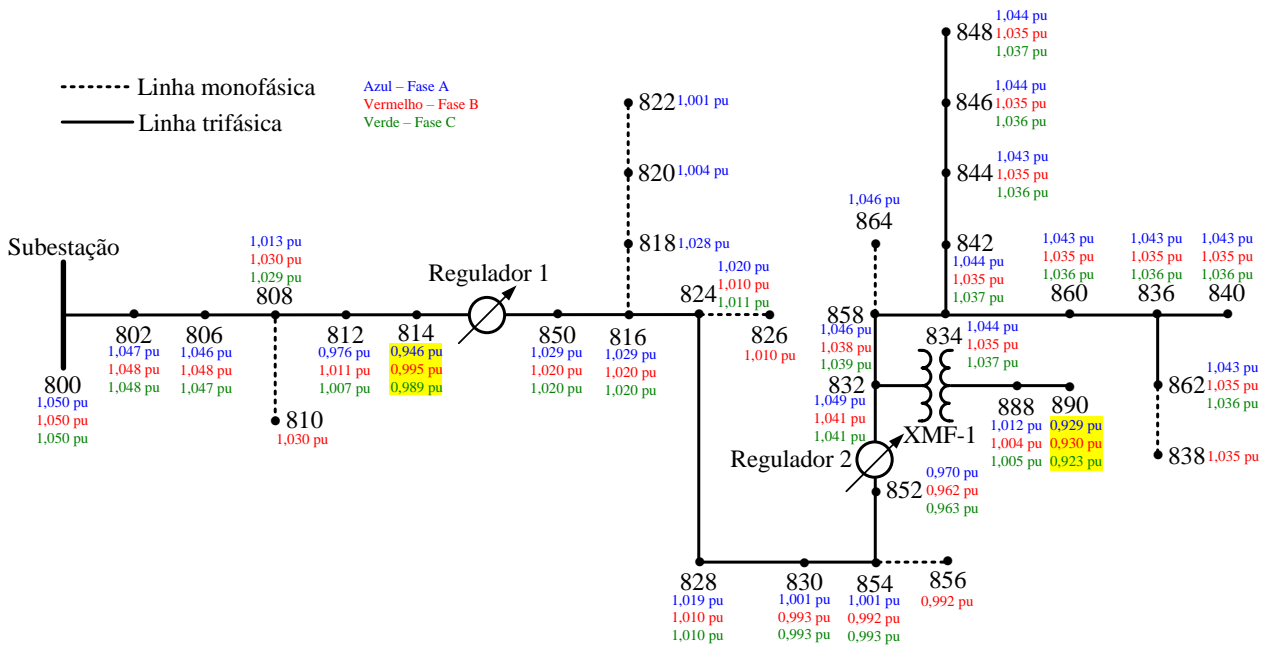 Linha monofásica
Linha trifásica
Azul – Fase A
Vermelho – Fase B
Verde – Fase C
Subestação
800
1,050 pu
1,050 pu
1,050 pu
802
1,047 pu
1,048 pu
1,048 pu
806
1,046 pu
1,048 pu
1,047 pu
1,013 pu
1,030 pu
1,029 pu
808
810
1,030 pu
812
0,976 pu
1,011 pu
1,007 pu
814
0,946 pu
0,995 pu
0,989 pu
Regulador 1
850
1,029 pu
1,020 pu
1,020 pu
816
1,029 pu
1,020 pu
1,020 pu
822 1,001 pu
820 1,004 pu
818 1,028 pu
824
1,020 pu
1,010 pu
1,011 pu
826
1,010 pu
828
1,019 pu
1,010 pu
1,010 pu
830
1,001 pu
0,993 pu
0,993 pu
854
1,001 pu
0,992 pu
0,993 pu
856
0,992 pu
852
0,970 pu
0,962 pu
0,963 pu
Regulador 2
832
1,049 pu
1,041 pu
1,041 pu
XMF-1
888
1,012 pu
1,004 pu
1,005 pu
890
0,929 pu
0,930 pu
0,923 pu
858
1,046 pu
1,038 pu
1,039 pu
1,046 pu
864
834
1,044 pu
1,035 pu
1,037 pu
842
1,044 pu
1,035 pu
1,037 pu
844
1,043 pu
1,035 pu
1,036 pu
846
1,044 pu
1,035 pu
1,036 pu
848
1,044 pu
1,035 pu
1,037 pu
1,043 pu
1,035 pu
1,036 pu
860
1,043 pu
1,035 pu
1,036 pu
836
1,043 pu
1,035 pu
1,036 pu
840
862
1,043 pu
1,035 pu
1,036 pu
838 1,035 pu